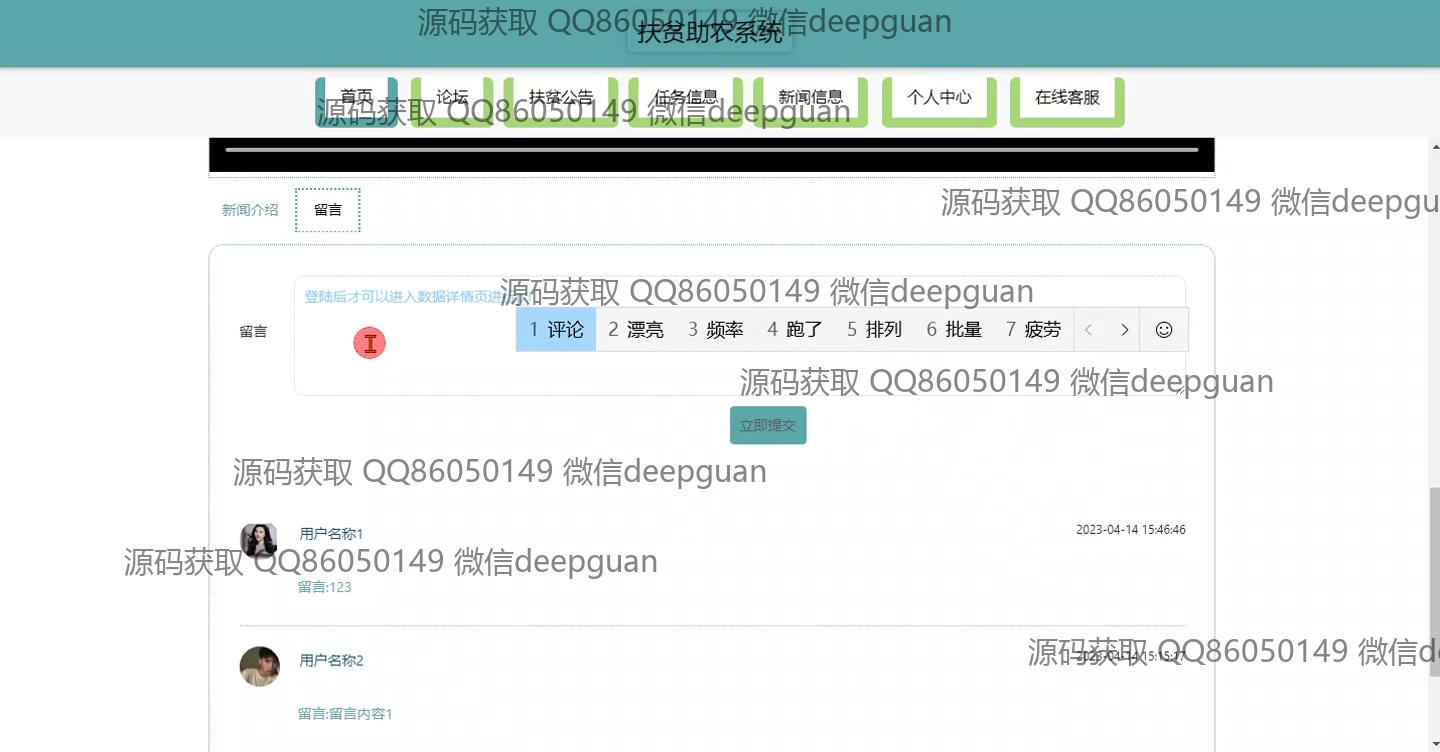 源码获取 QQ86050149 微信deepguan
扶贫助农系统
首页 论坛 扶贫公告 任务信息 新闻信息 个人中心 在线客服
源码获取 QQ86050149 微信deepguan
源码获取 QQ86050149 微信deepgu
新闻介绍 留言
源码获取 QQ86050149 微信deepguan
登陆后才可以进入数据详情页进
留言
1 评论 2 漂亮 3 频率 4 跑了 5 排列 6 批量 7 疲劳
源码获取 QQ86050149 微信deepguan
立即提交
源码获取 QQ86050149 微信deepguan
用户名称1 2023-04-14 15:46:46
源码获取 QQ86050149 微信deepguan
留言:123
源码获取 QQ86050149 微信de
用户名称2 2023-04-14 15:15:17
留言:留言内容1